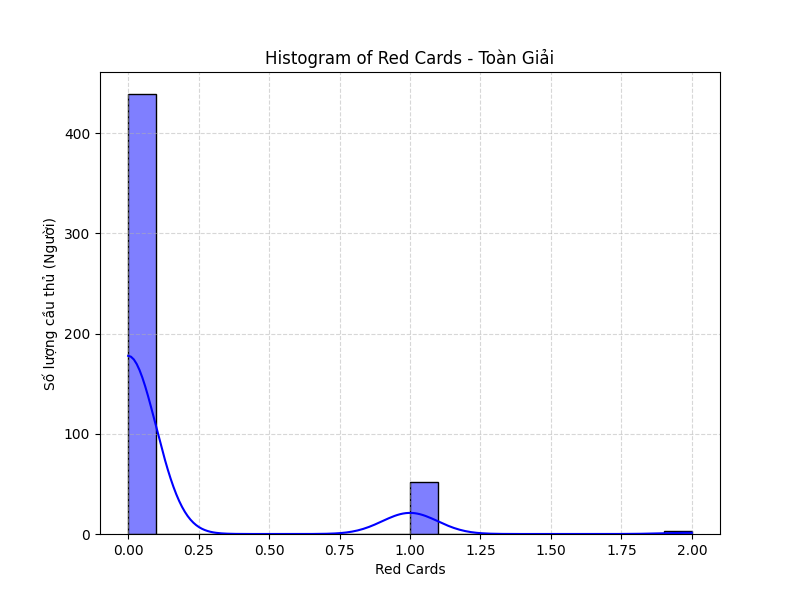 Histogram of Red Cards - Toàn Giải
Số lượng cầu thủ (Người)
400
300
200
100
0
0.00 0.25 0.50 0.75 1.00 1.25 1.50 1.75 2.00
Red Cards